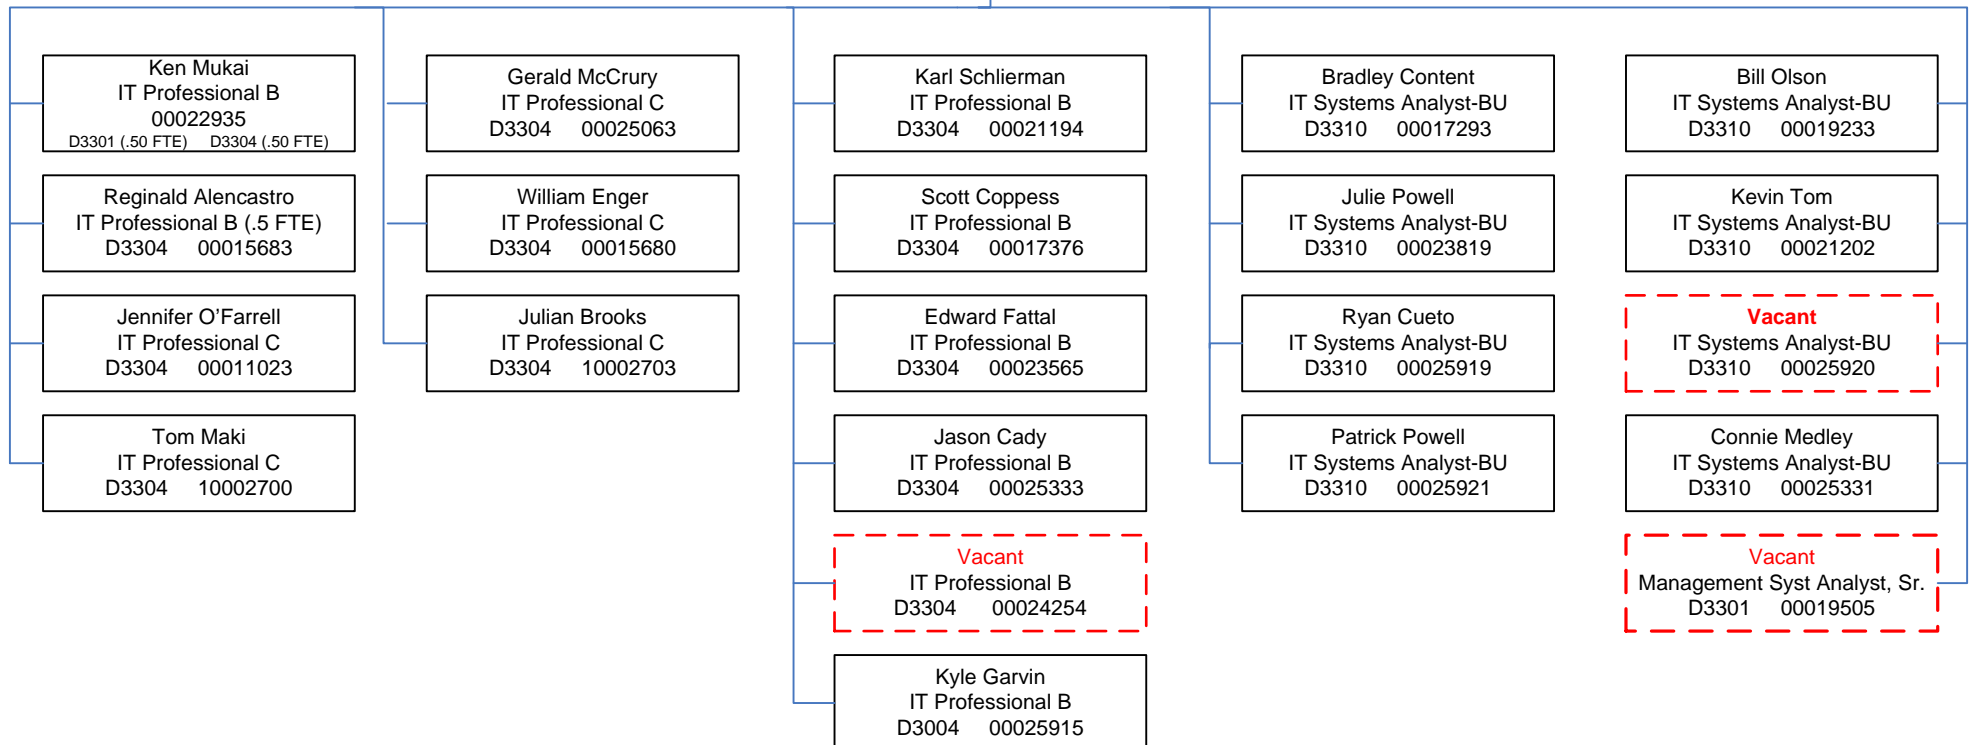 Ken Mukai
IT Professional B
00022935
D3301 (.50 FTE) D3304 (.50 FTE)
Reginald Alencastro
IT Professional B (.5 FTE)
D3304 00015683
Jennifer O’Farrell
IT Professional C
D3304 00011023
Tom Maki
IT Professional C
D3304 10002700
Gerald McCrury
IT Professional C
D3304 00025063
William Enger
IT Professional C
D3304 00015680
Julian Brooks
IT Professional C
D3304 10002703
Karl Schlierman
IT Professional B
D3304 00021194
Scott Coppess
IT Professional B
D3304 00017376
Edward Fattal
IT Professional B
D3304 00023565
Jason Cady
IT Professional B
D3304 00025333
Vacant
IT Professional B
D3304 00024254
Kyle Garvin
IT Professional B
D3004 00025915
Bradley Content
IT Systems Analyst-BU
D3310 00017293
Julie Powell
IT Systems Analyst-BU
D3310 00023819
Ryan Cueto
IT Systems Analyst-BU
D3310 00025919
Patrick Powell
IT Systems Analyst-BU
D3310 00025921
Bill Olson
IT Systems Analyst-BU
D3310 00019233
Kevin Tom
IT Systems Analyst-BU
D3310 00021202
Vacant
IT Systems Analyst-BU
D3310 00025920
Connie Medley
IT Systems Analyst-BU
D3310 00025331
Vacant
Management Syst Analyst, Sr.
D3301 00019505